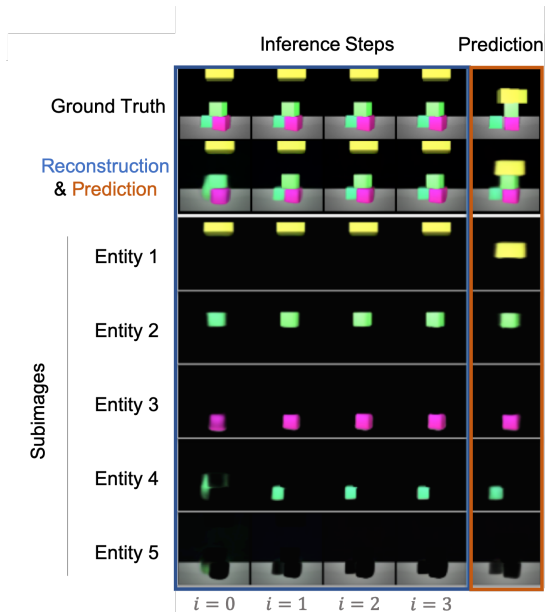 Inference Steps
Prediction
Ground Truth
Reconstruction
& Prediction
Entity 1
Entity 2
Entity 3
Entity 4
Entity 5
Subimages
i = 0
i = 1
i = 2
i = 3